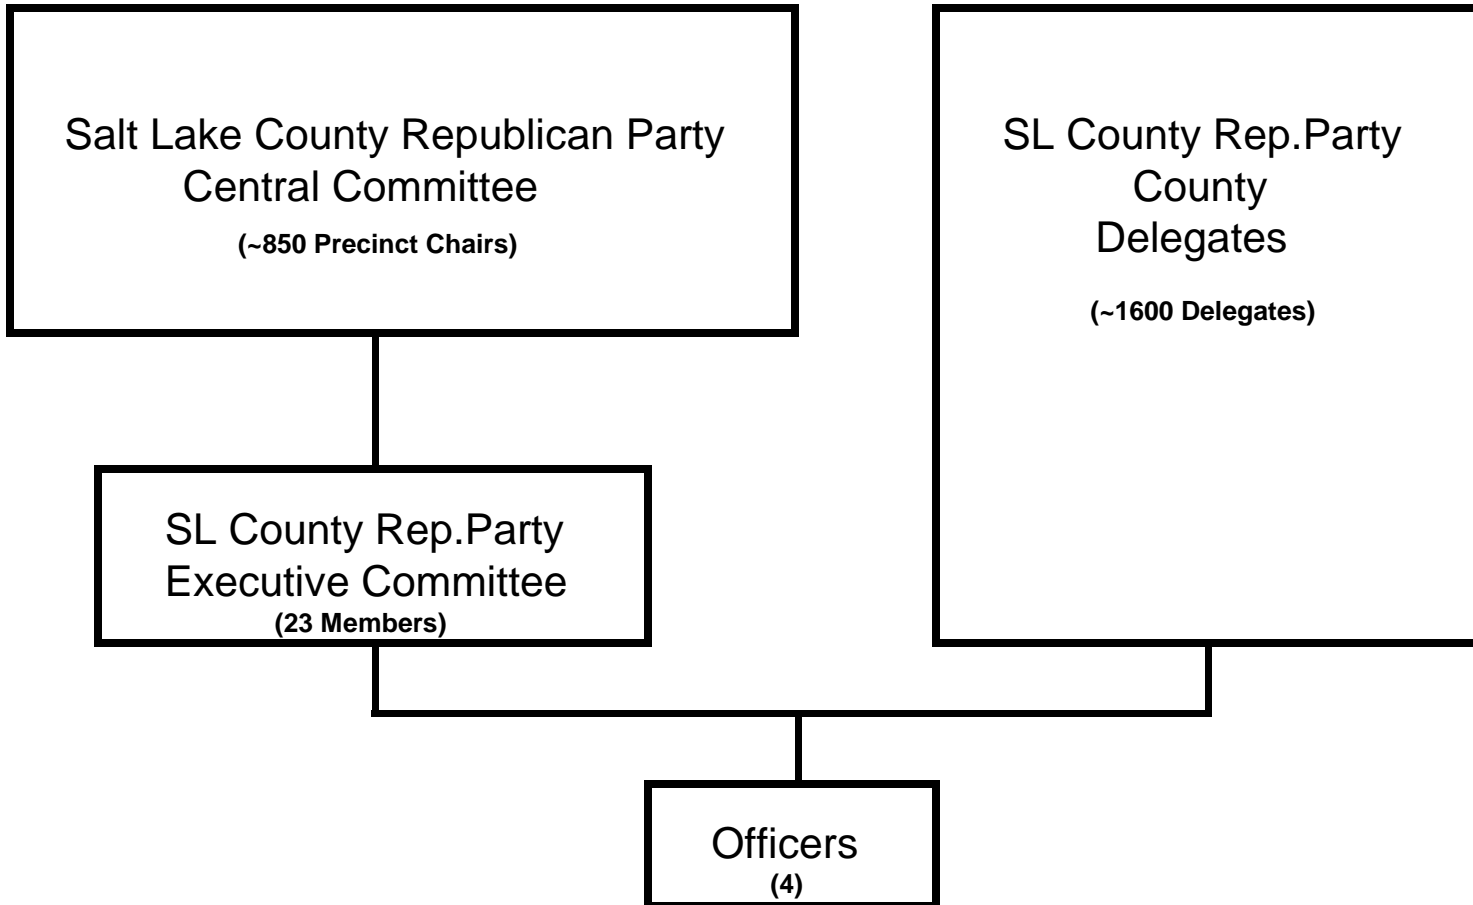 Salt Lake County Republican Party
Central Committee
(~850 Precinct Chairs)
SL County Rep.Party
County
Delegates
(~1600 Delegates)
SL County Rep.Party
Executive Committee
(23 Members)
Officers
(4)